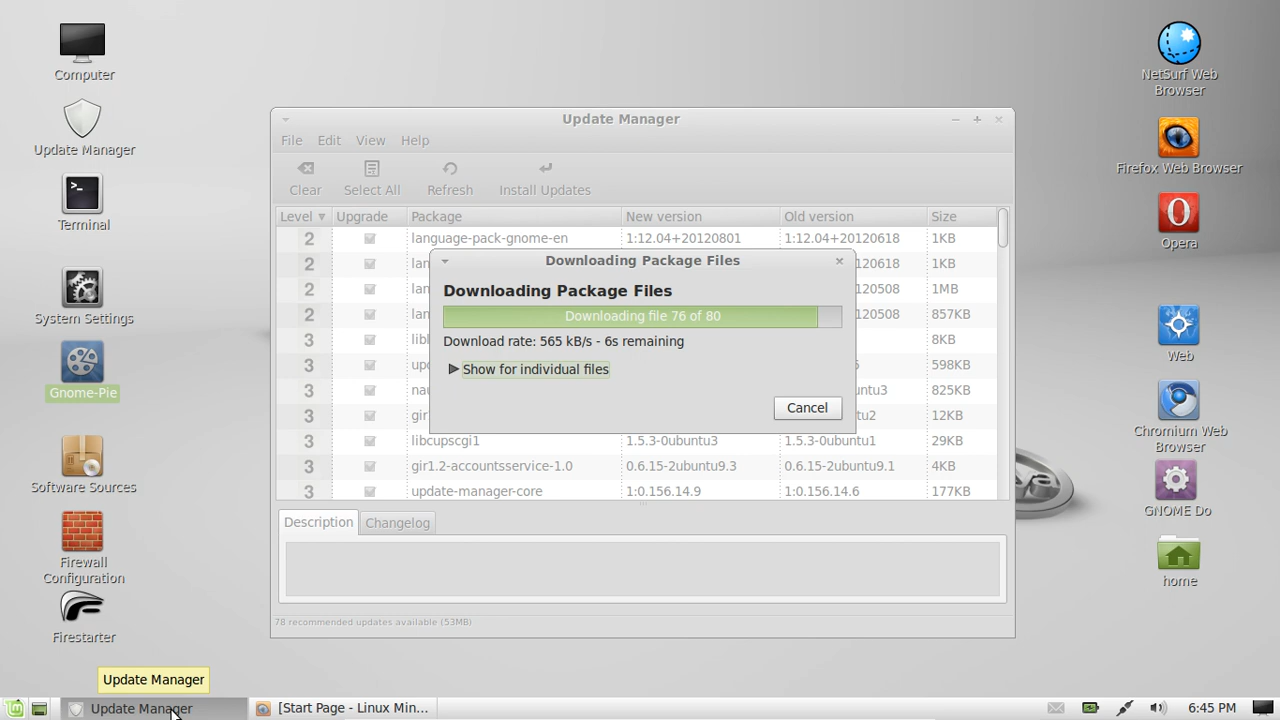 Computer
Update Manager
Terminal
System Settings
Gnome-Pie
Software Sources
Firewall
Configuration
Firestarter
Update Manager
File Edit View Help
Clear Select All Refresh Install Updates
Level Upgrade Package New version Old version Size
2 language-pack-gnome-en 1:12.04+20120801 1:12.04+20120618 1KB
2 1KB
2 1MB
2 857KB
3 8KB
3 598KB
3 825KB
3 12KB
3 libcupscgi1 1.5.3-0ubuntu3 1.5.3-0ubuntu1 29KB
3 gir1.2-accountsservice-1.0 0.6.15-2ubuntu9.3 0.6.15-2ubuntu9.1 4KB
3 update-manager-core 1:0.156.14.9 1:0.156.14.6 177KB
Downloading Package Files
Downloading Package Files
Downloading file 76 of 80
Download rate: 565 kB/s - 6s remaining
Show for individual files
Cancel
Description Changelog
78 recommended updates available (53MB)
NetSurf Web
Browser
Firefox Web Browser
Opera
Web
Chromium Web
Browser
GNOME Do
home
Update Manager
Update Manager [Start Page - Linux Min... 6:45 PM